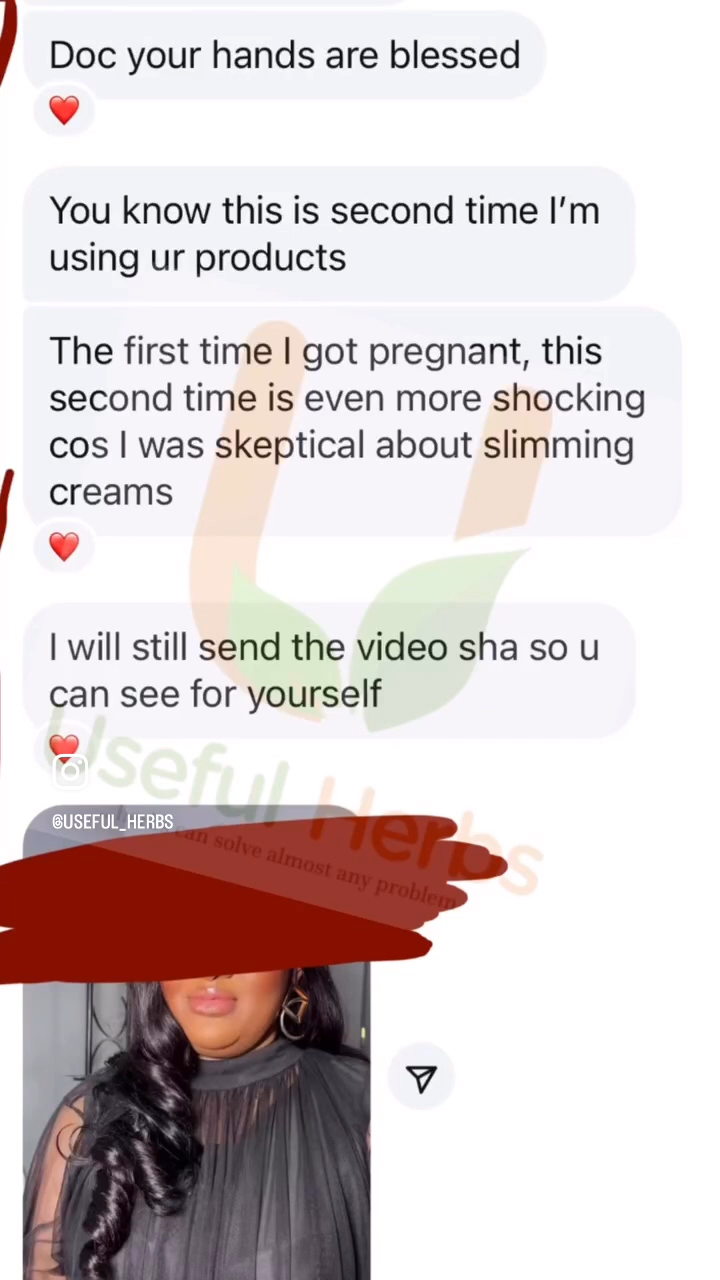 Doc your hands are blessed
You know this is second time I'm
using ur products
The first time I got pregnant, this
second time is even more shocking
cos I was skeptical about slimming
creams
I will still send the video sha so u
can see for yourself
Useful Herbs
@USEFUL_HERBS
can solve almost any problem